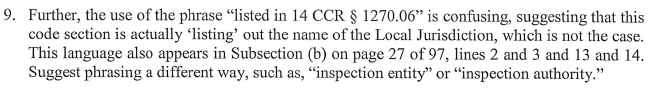 9. Further, the use of the phrase “listed in 14 CCR § 1270.06” is confusing, suggesting that this
code section is actually ‘listing’ out the name of the Local Jurisdiction, which is not the case.
This language also appears in Subsection (b) on page 27 of 97, lines 2 and 3 and 13 and 14.
Suggest phrasing a different way, such as, “inspection entity” or “inspection authority.”